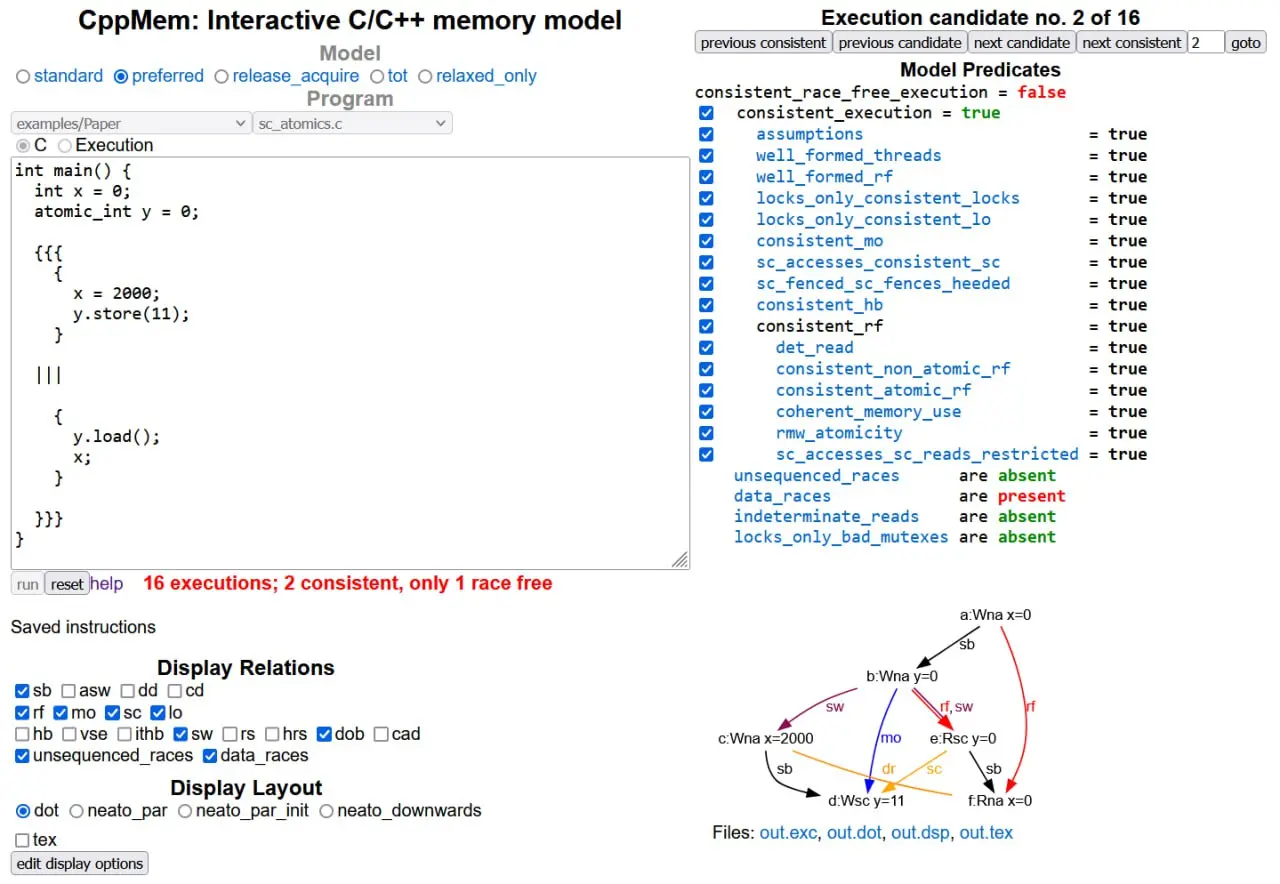 CppMem: Interactive C/C++ memory model
Model
standard preferred release_acquire tot relaxed_only
Program
examples/Paper sc_atomics.c
C Execution
int main() {
int x = 0;
atomic_int y = 0;
{{{
{
x = 2000;
y.store(11);
}
|||
{
y.load();
x;
}
}}}
}
run reset help 16 executions; 2 consistent, only 1 race free
Saved instructions
Display Relations
sb asw dd cd
rf mo sc lo
hb vse ithb sw rs hrs dob cad
unsequenced_races data_races
Display Layout
dot neato_par neato_par_init neato_downwards
tex
edit display options
Execution candidate no. 2 of 16
previous consistent previous candidate next candidate next consistent 2 goto
Model Predicates
consistent_race_free_execution = false
consistent_execution = true
assumptions = true
well_formed_threads = true
well_formed_rf = true
locks_only_consistent_locks = true
locks_only_consistent_lo = true
consistent_mo = true
sc_accesses_consistent_sc = true
sc_fenced_sc_fences_heeded = true
consistent_hb = true
consistent_rf = true
det_read = true
consistent_non_atomic_rf = true
consistent_atomic_rf = true
coherent_memory_use = true
rmw_atomicity = true
sc_accesses_sc_reads_restricted = true
unsequenced_races are absent
data_races are present
indeterminate_reads are absent
locks_only_bad_mutexes are absent
a:Wna x=0
sb
b:Wna y=0
sw rf,sw rf
c:Wna x=2000 mo e:Rsc y=0
sb dr sc sb
d:Wsc y=11 f:Rna x=0
Files: out.exc, out.dot, out.dsp, out.tex